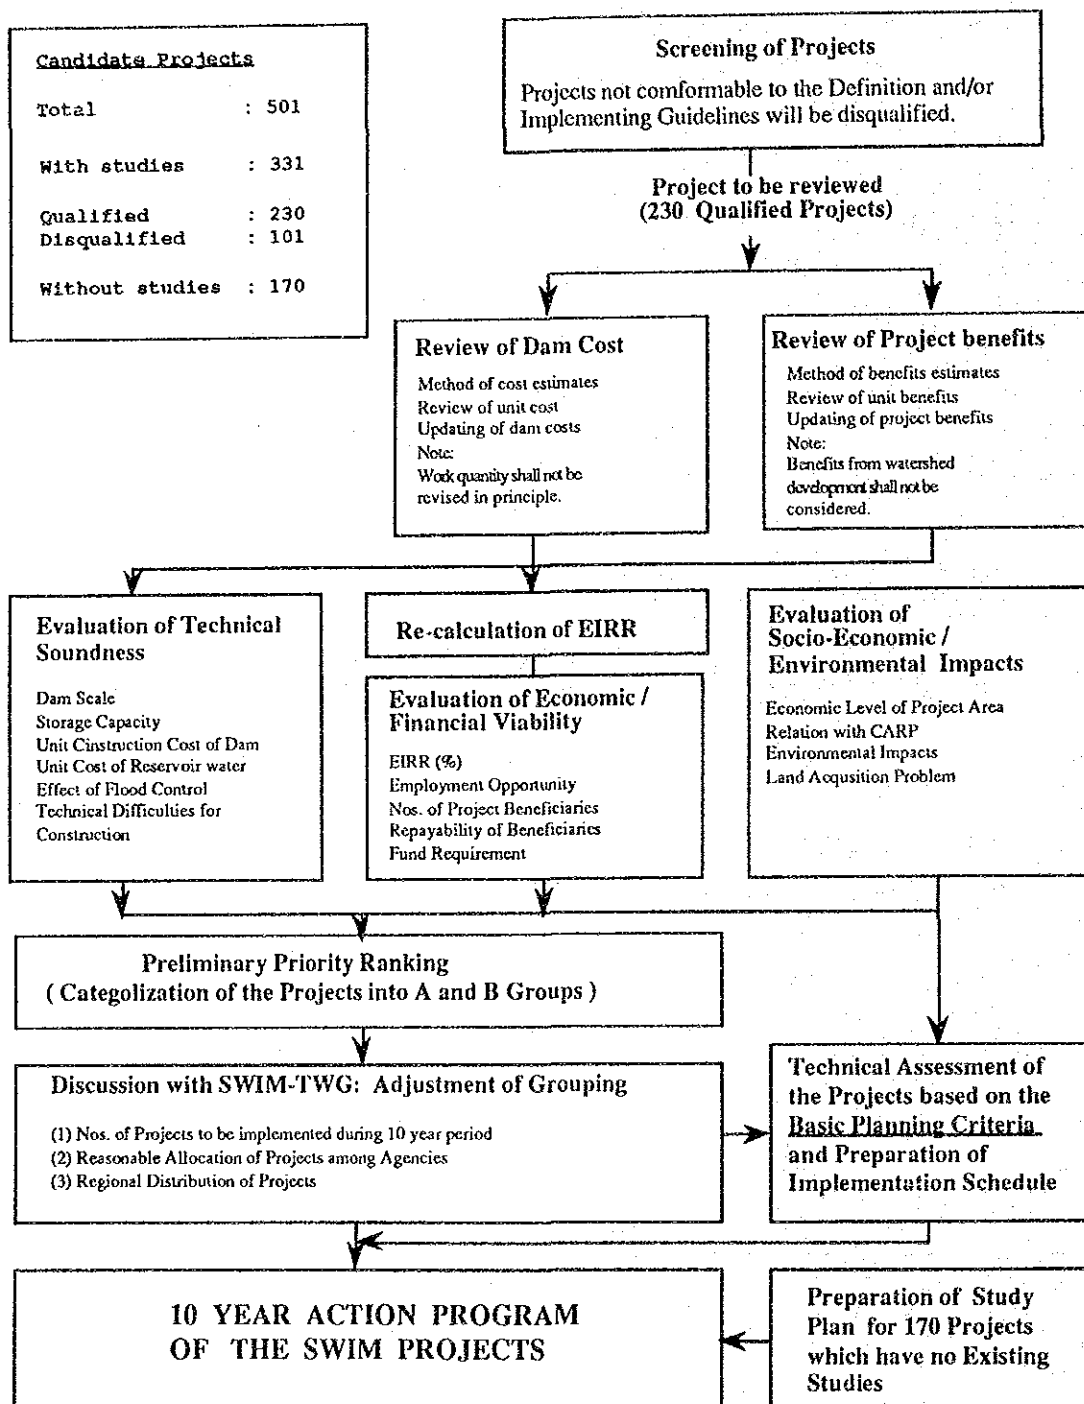 Candidate Projects
Total : 501
With studies : 331
Qualified : 230
Disqualified : 101
Without studies : 170
Screening of Projects
Projects not comformable to the Definition and/or
Implementing Guidelines will be disqualified.
Project to be reviewed
(230 Qualified Projects)
Review of Dam Cost
Method of cost estimates
Review of unit cost
Updating of dam costs
Note:
Work quantity shall not be
revised in principle.
Review of Project benefits
Method of benefits estimates
Review of unit benefits
Updating of project benefits
Note:
Benefits from watershed
development shall not be
considered.
Evaluation of Technical
Soundness
Dam Scale
Storage Capacity
Unit Cinstruction Cost of Dam
Unit Cost of Reservoir water
Effect of Flood Control
Technical Difficulties for
Construction
Re-calculation of EIRR
Evaluation of Economic /
Financial Viability
EIRR (%)
Employment Opportunity
Nos. of Project Beneficiaries
Repayability of Beneficiaries
Fund Requirement
Evaluation of
Socio-Economic /
Environmental Impacts
Economic Level of Project Area
Relation with CARP
Environmental Impacts
Land Acqusition Problem
Preliminary Priority Ranking
( Categolization of the Projects into A and B Groups )
Discussion with SWIM-TWG: Adjustment of Grouping
(1) Nos. of Projects to be implemented during 10 year period
(2) Reasonable Allocation of Projects among Agencies
(3) Regional Distribution of Projects
Technical Assessment of
the Projects based on the
Basic Planning Criteria
and Preparation of
Implementation Schedule
10 YEAR ACTION PROGRAM
OF THE SWIM PROJECTS
Preparation of Study
Plan for 170 Projects
which have no Existing
Studies